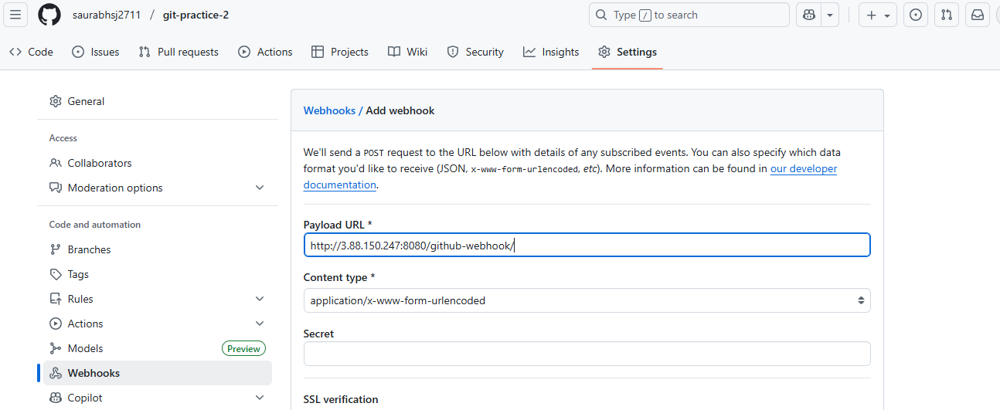 saurabhsj2711 / git-practice-2
Type / to search
Code Issues Pull requests Actions Projects Wiki Security Insights Settings
General
Access
Collaborators
Moderation options
Code and automation
Branches
Tags
Rules
Actions
Models Preview
Webhooks
Copilot
Webhooks / Add webhook
We'll send a POST request to the URL below with details of any subscribed events. You can also specify which data
format you'd like to receive (JSON, x-www-form-urlencoded, etc). More information can be found in our developer
documentation.
Payload URL *
http://3.88.150.247:8080/github-webhook/
Content type *
application/x-www-form-urlencoded
Secret
SSL verification